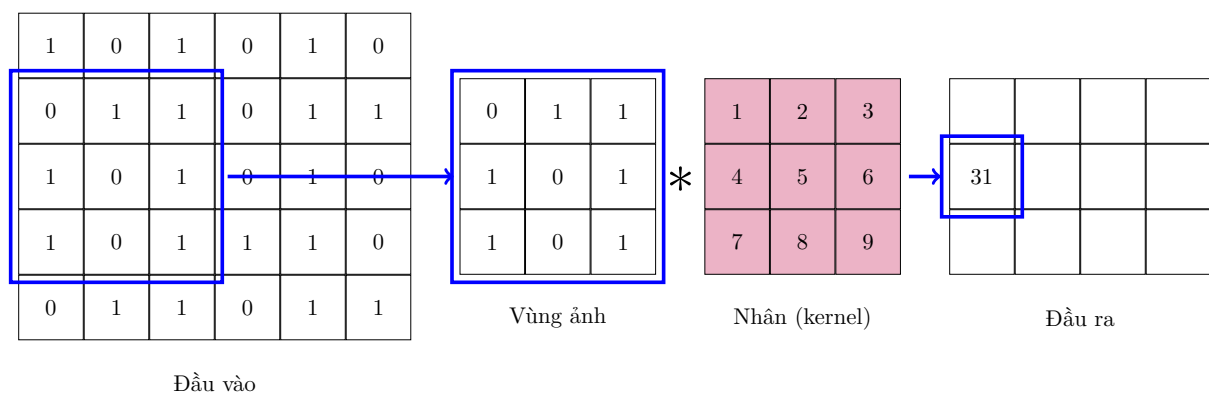 1 0 1 0 1 0
0 1 1 0 1 1
1 0 1 0 1 0
1 0 1 1 1 0
0 1 1 0 1 1
Đầu vào
0 1 1
1 0 1
1 0 1
Vùng ảnh
*
1 2 3
4 5 6
7 8 9
Nhân (kernel)
31
Đầu ra